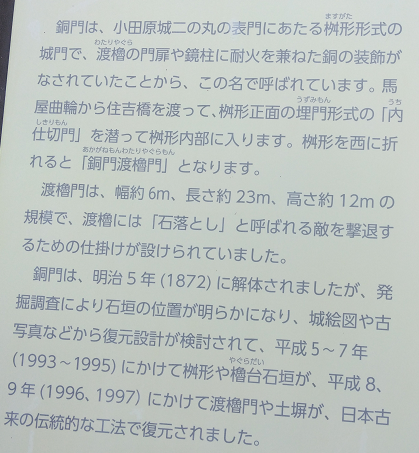 銅門は、小田原城二の丸の表門にあたる枡形形式の
城門で、渡櫓の門扉や鏡柱に耐火を兼ねた銅の装飾が
なされていたことから、この名で呼ばれています。馬
屋曲輪から住吉橋を渡って、枡形正面の埋門形式の「内
仕切門」を潜って枡形内部に入ります。枡形を西に折
れると「銅門渡櫓門」となります。
渡櫓門は、幅約6m、長さ約23m、高さ約12mの
規模で、渡櫓には「石落とし」と呼ばれる敵を撃退す
るための仕掛けが設けられていました。
銅門は、明治5年(1872)に解体されましたが、発
掘調査により石垣の位置が明らかになり、城絵図や古
写真などから復元設計が検討されて、平成5~7年
(1993~1995)にかけて枡形や櫓台石垣が、平成8、
9年(1996、1997)にかけて渡櫓門や土塀が、日本古
来の伝統的な工法で復元されました。